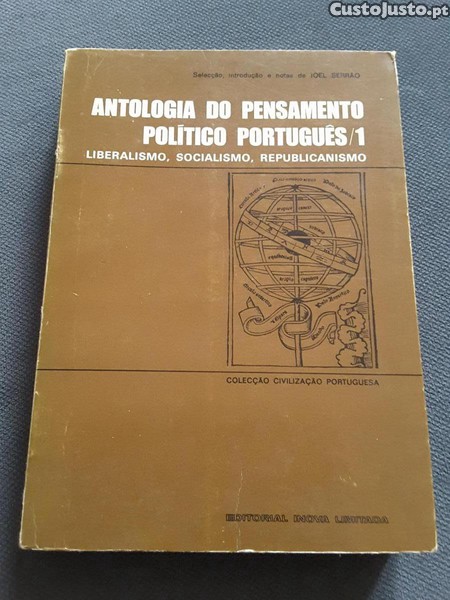 CustoJusto.pt
Selecção, introdução e notas de JOEL SERRÃO
ANTOLOGIA DO PENSAMENTO
POLÍTICO PORTUGUÊS/1
LIBERALISMO, SOCIALISMO, REPUBLICANISMO
COLECÇÃO CIVILIZAÇÃO PORTUGUESA
EDITORIAL INOVA LIMITADA